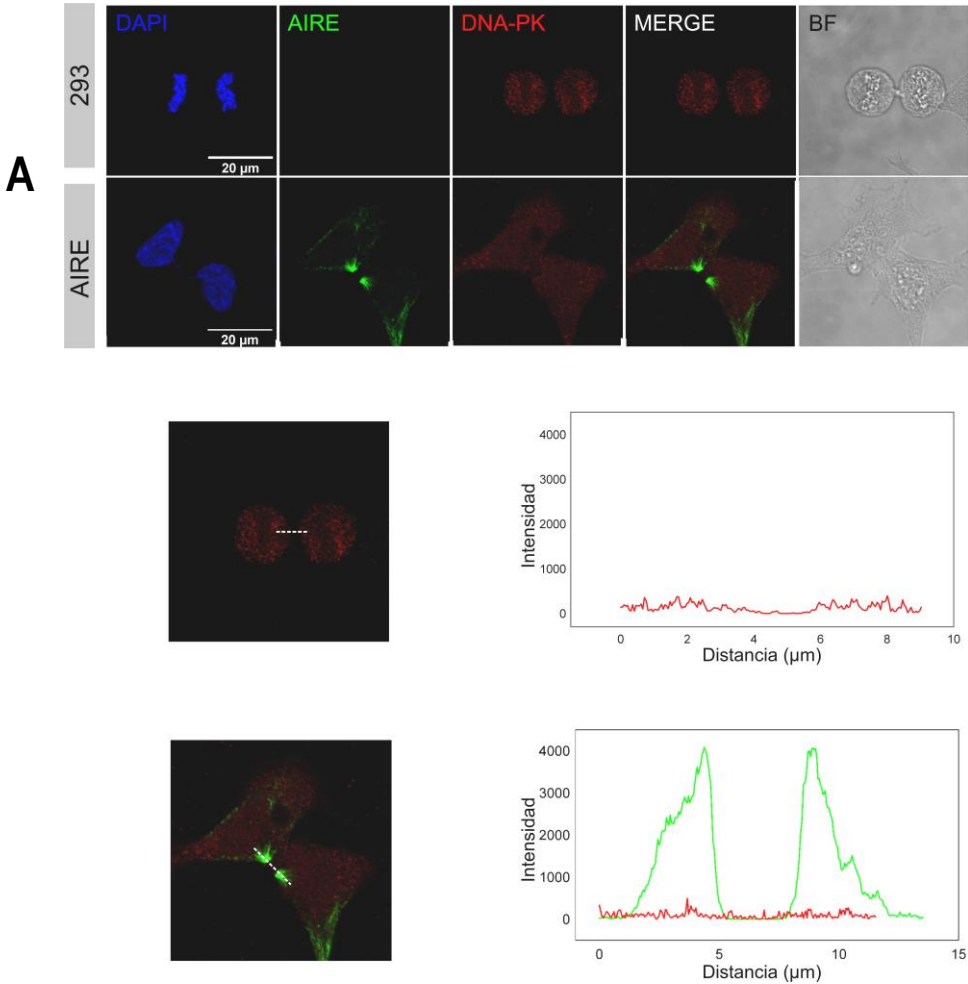 DAPI AIRE DNA-PK MERGE BF
293
20 µm
A
AIRE
20 µm
4000
3000
2000
1000
0
Intensidad
0 2 4 6 8 10
Distancia (µm)
4000
3000
2000
1000
0
Intensidad
0 5 10 15
Distancia (µm)